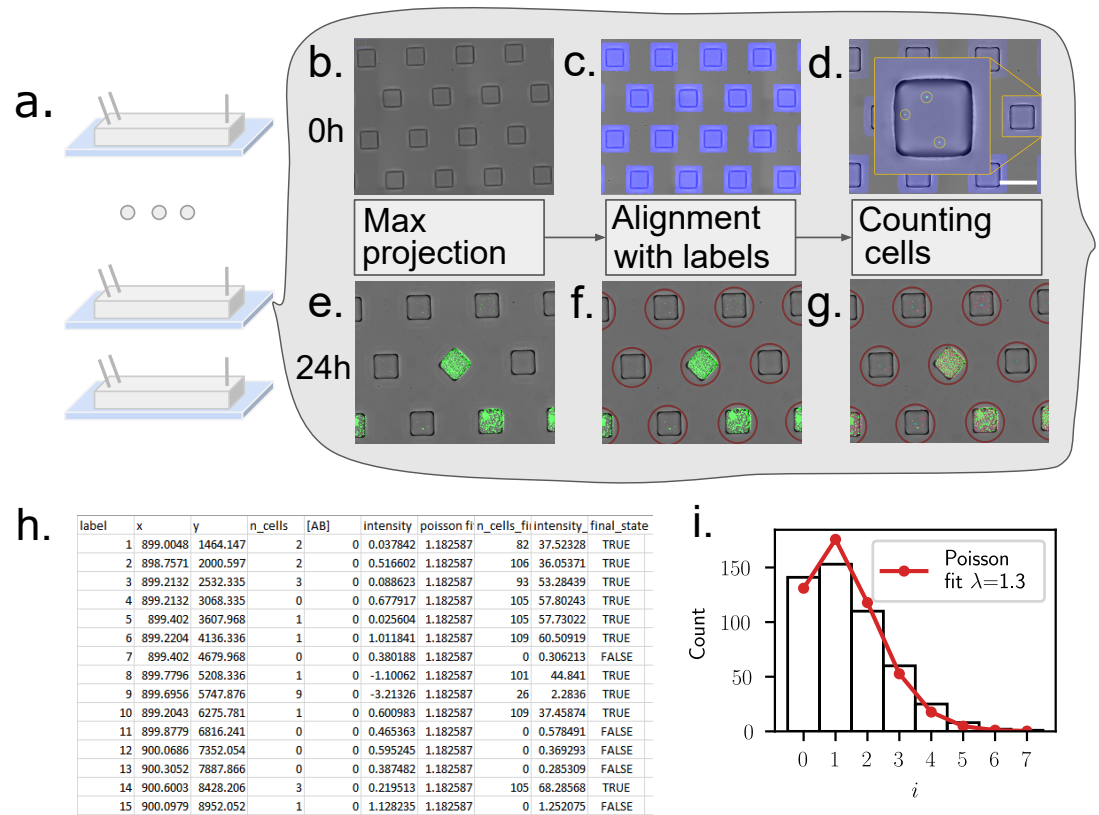 a.
b.
c.
d.
0h
Max
projection
Alignment
with labels
Counting
cells
e.
f.
g.
24h
h.
label x y n_cells [AB] intensity poisson fi n_cells_fi intensity_ final_state
1 899.0048 1464.147 2 0 0.037842 1.182587 82 37.52328 TRUE
2 898.7571 2000.597 2 0 0.516602 1.182587 106 36.05371 TRUE
3 899.2132 2532.335 3 0 0.088623 1.182587 93 53.28439 TRUE
4 899.2132 3068.335 0 0 0.677917 1.182587 105 57.80243 TRUE
5 899.402 3607.968 1 0 0.025604 1.182587 105 57.73022 TRUE
6 899.2204 4136.336 1 0 1.011841 1.182587 109 60.50919 TRUE
7 899.402 4679.968 0 0 0.380188 1.182587 0 0.306213 FALSE
8 899.7796 5208.336 1 0 -1.10062 1.182587 101 44.841 TRUE
9 899.6956 5747.876 9 0 -3.21326 1.182587 26 2.2836 TRUE
10 899.2043 6275.781 1 0 0.600983 1.182587 109 37.45874 TRUE
11 899.8779 6816.241 0 0 0.465363 1.182587 0 0.578491 FALSE
12 900.0686 7352.054 0 0 0.595245 1.182587 0 0.369293 FALSE
13 900.3052 7887.866 0 0 0.387482 1.182587 0 0.285309 FALSE
14 900.6003 8428.206 3 0 0.219513 1.182587 105 68.28568 TRUE
15 900.0979 8952.052 1 0 1.128235 1.182587 0 1.252075 FALSE
i.
Poisson
fit λ=1.3
Count
150
100
50
0
0 1 2 3 4 5 6 7
i